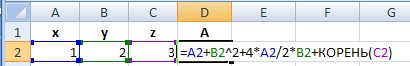 A B C D E F G
1 x y z A
2 1 2 3 =A2+B2^2+4*A2/2*B2+КОРЕНЬ(C2)